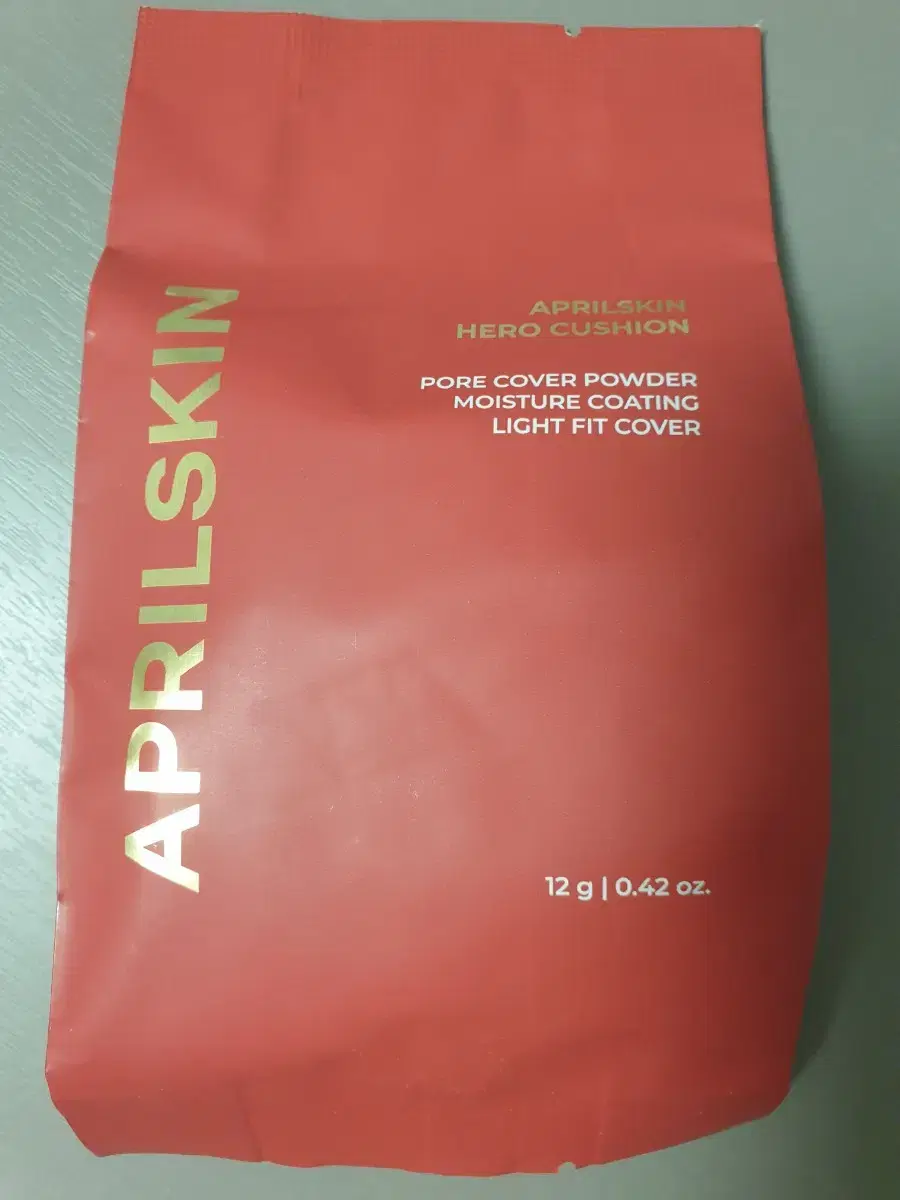 APRILSKIN
APRILSKIN
HERO CUSHION
PORE COVER POWDER
MOISTURE COATING
LIGHT FIT COVER
12 g | 0.42 oz.